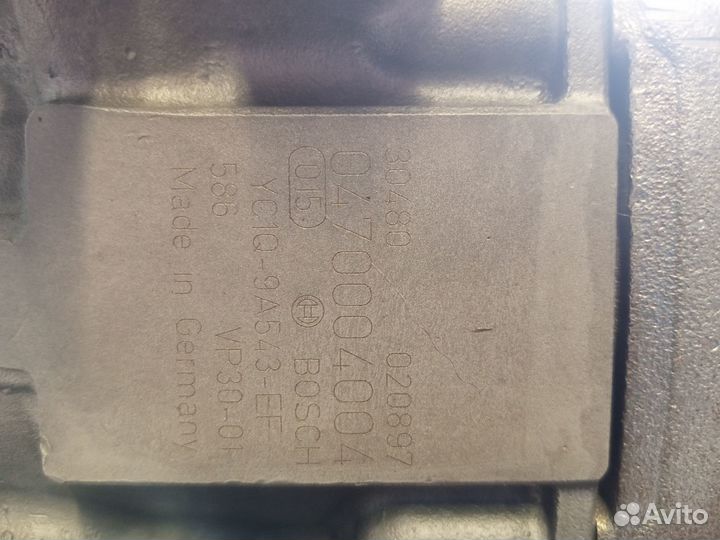 30480 020897
0470004004
015 BOSCH
YC1Q-9A543-EF
586 VP30-01
Made in Germany
Avito